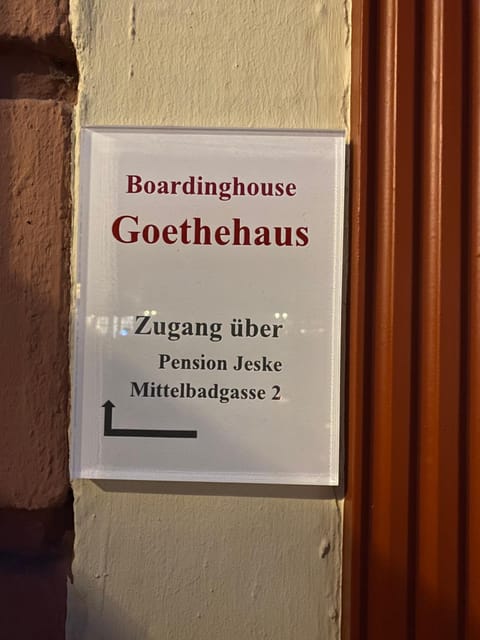 Boardinghouse
Goethehaus
Zugang über
Pension Jeske
Mittelbadgasse 2